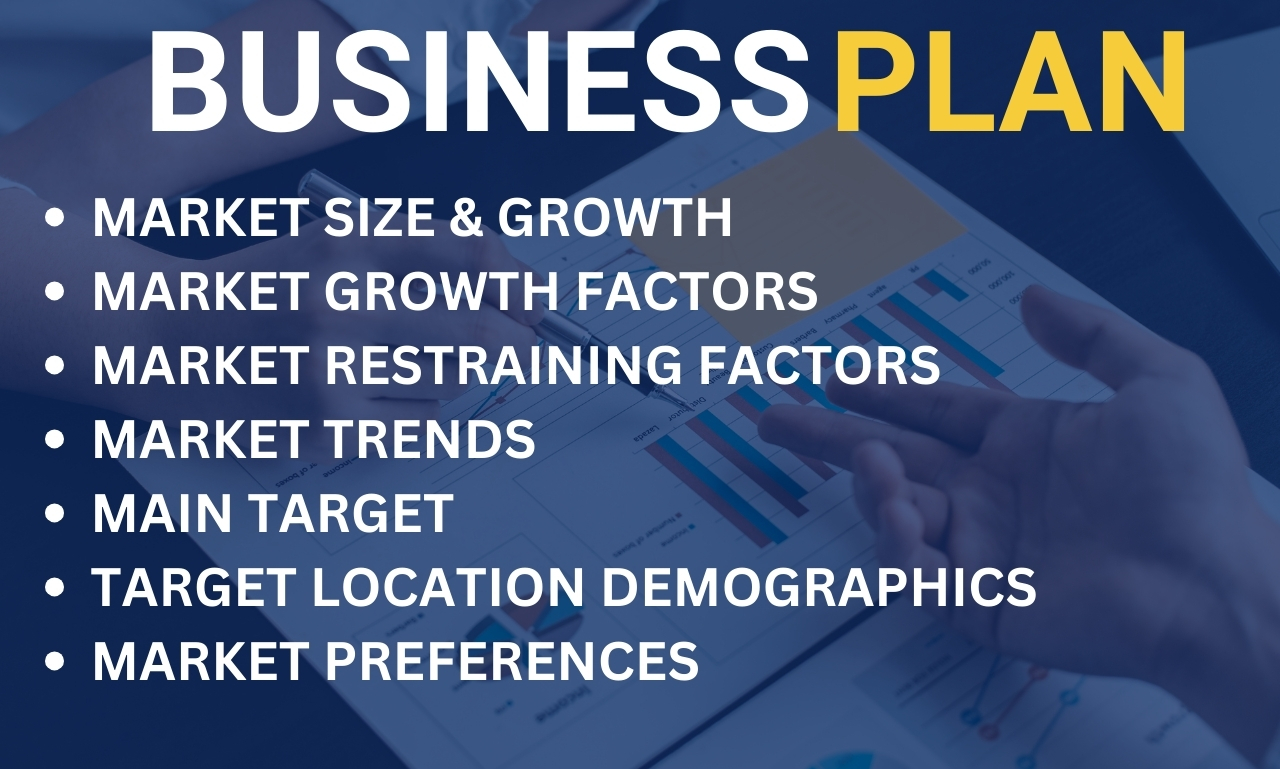 BUSINESS PLAN
• MARKET SIZE & GROWTH
• MARKET GROWTH FACTORS
• MARKET RESTRAINING FACTORS
• MARKET TRENDS
• MAIN TARGET
• TARGET LOCATION DEMOGRAPHICS
• MARKET PREFERENCES